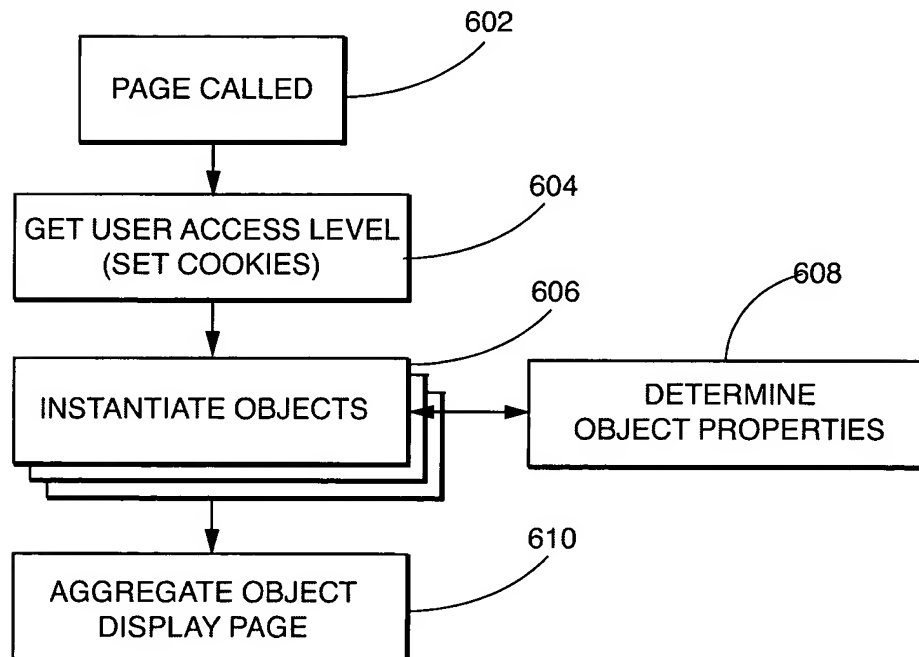 602
PAGE CALLED
604
GET USER ACCESS LEVEL
(SET COOKIES)
606
608
INSTANTIATE OBJECTS
DETERMINE
OBJECT PROPERTIES
610
AGGREGATE OBJECT
DISPLAY PAGE